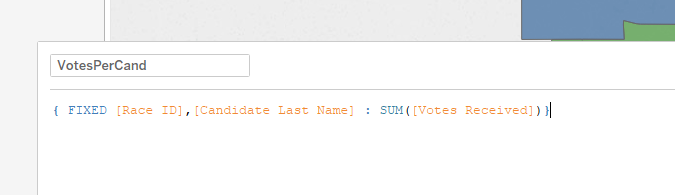 VotesPerCand
{ FIXED [Race ID],[Candidate Last Name] : SUM([Votes Received])}